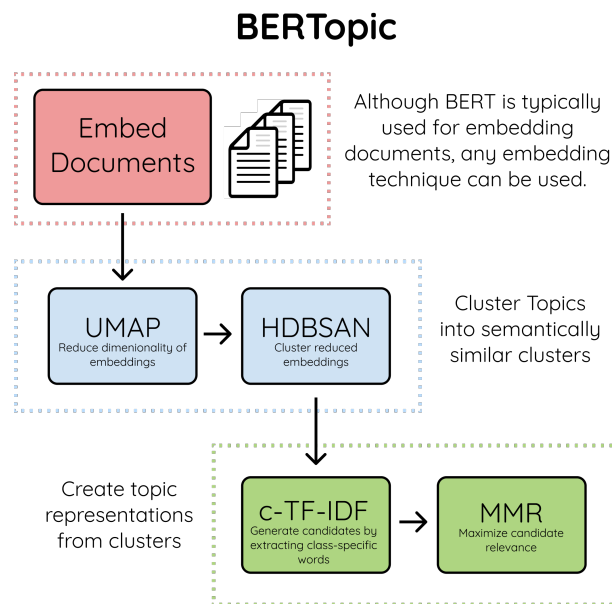 BERTopic
Embed
Documents
Although BERT is typically
used for embedding
documents, any embedding
technique can be used.
UMAP
Reduce dimenionality of
embeddings
HDBSAN
Cluster reduced
embeddings
Cluster Topics
into semantically
similar clusters
Create topic
representations
from clusters
c-TF-IDF
Generate candidates by
extracting class-specific
words
MMR
Maximize candidate
relevance